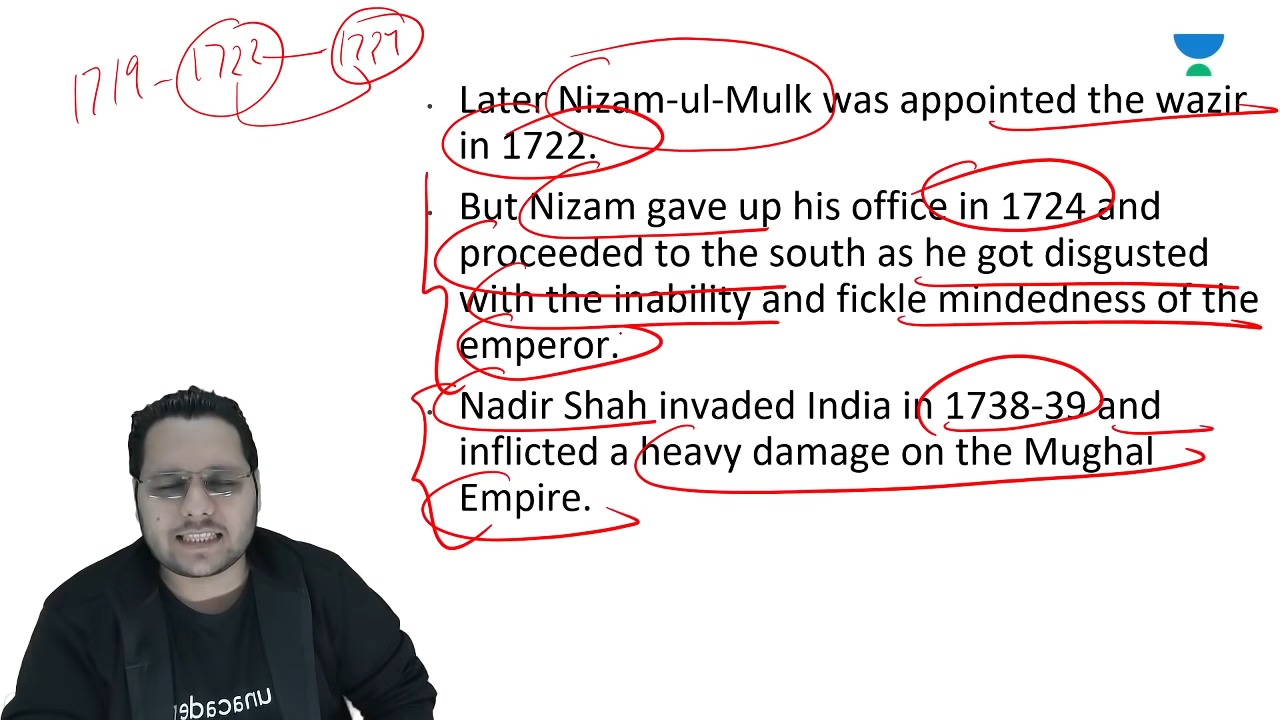 1719 - 1722 - 1724
Later Nizam-ul-Mulk was appointed the wazir
in 1722.
But Nizam gave up his office in 1724 and
proceeded to the south as he got disgusted
with the inability and fickle mindedness of the
emperor.
Nadir Shah invaded India in 1738-39 and
inflicted a heavy damage on the Mughal
Empire.
unacade